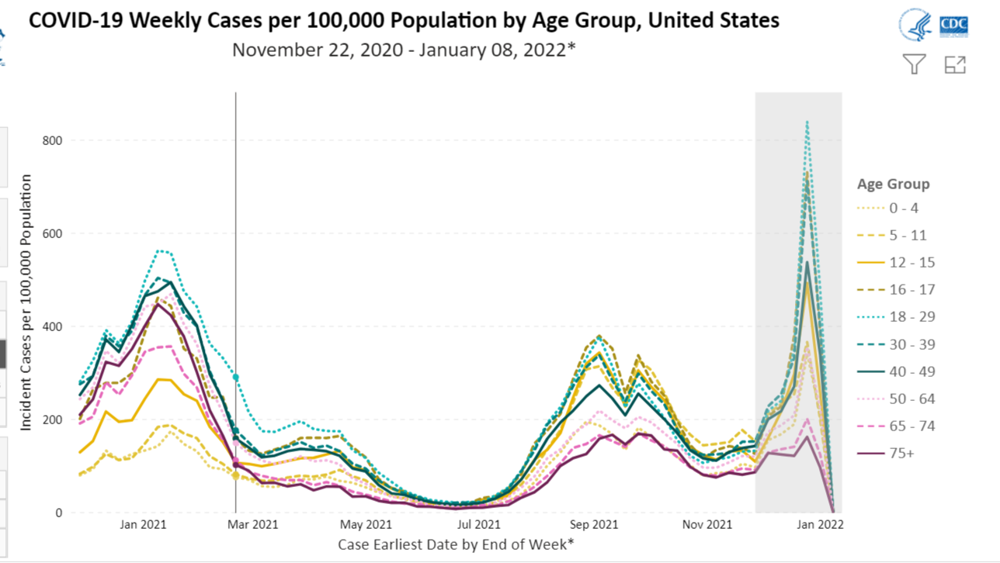 COVID-19 Weekly Cases per 100,000 Population by Age Group, United States
November 22, 2020 - January 08, 2022*
CDC
Incident Cases per 100,000 Population
800
600
400
200
0
Jan 2021
Mar 2021
May 2021
Jul 2021
Sep 2021
Nov 2021
Jan 2022
Case Earliest Date by End of Week*
Age Group
0 - 4
5 - 11
12 - 15
16 - 17
18 - 29
30 - 39
40 - 49
50 - 64
65 - 74
75+